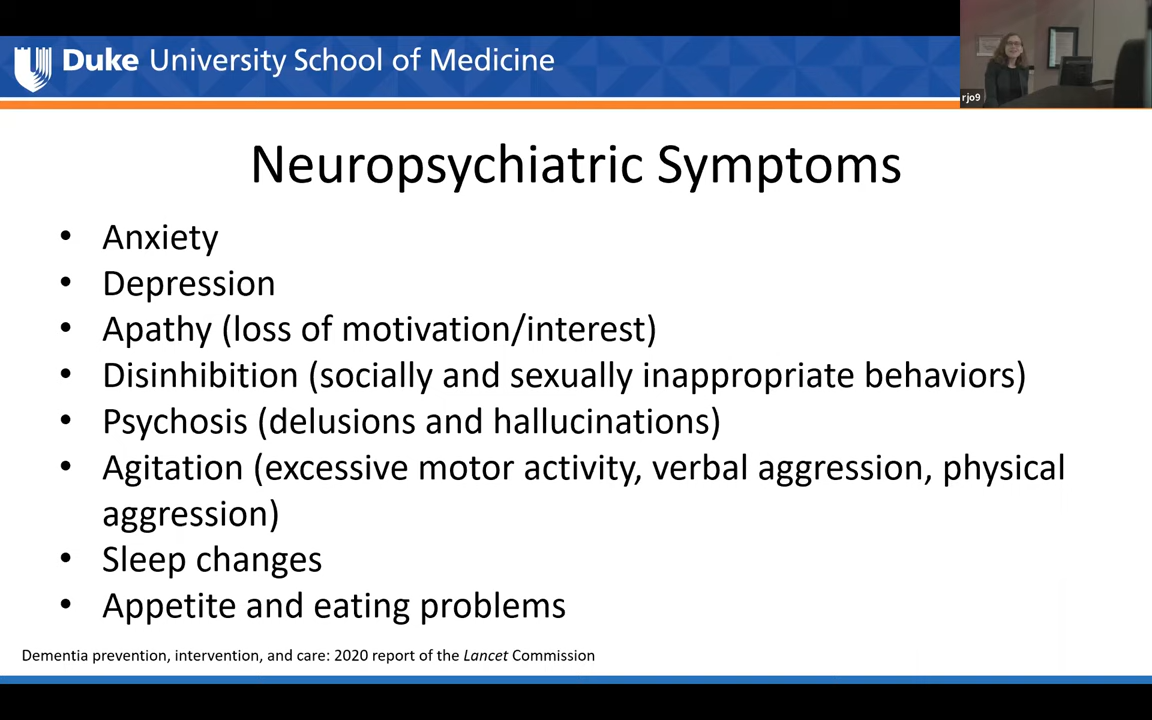 Duke University School of Medicine
rjo9
Neuropsychiatric Symptoms
• Anxiety
• Depression
• Apathy (loss of motivation/interest)
• Disinhibition (socially and sexually inappropriate behaviors)
• Psychosis (delusions and hallucinations)
• Agitation (excessive motor activity, verbal aggression, physical
aggression)
• Sleep changes
• Appetite and eating problems
Dementia prevention, intervention, and care: 2020 report of the Lancet Commission